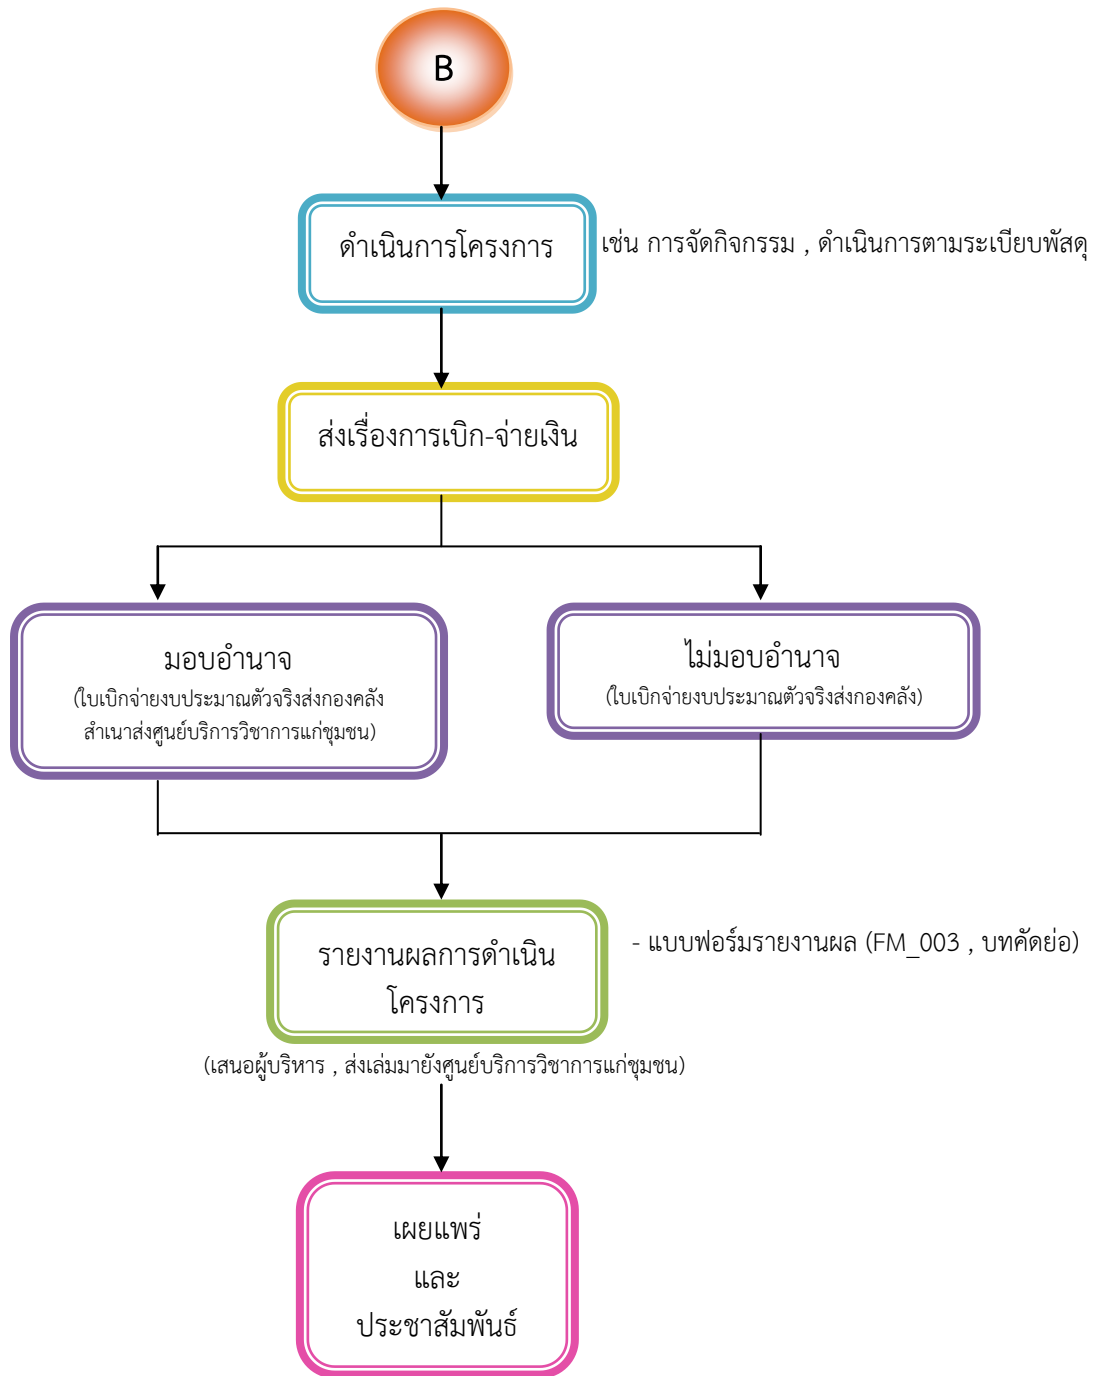 B
ดำเนินการโครงการ
เช่น การจัดกิจกรรม , ดำเนินการตามระเบียบพัสดุ
ส่งเรื่องการเบิก-จ่ายเงิน
มอบอำนาจ
(ใบเบิกจ่ายงบประมาณตัวจริงส่งกองคลัง
สำเนาส่งศูนย์บริการวิชาการแก่ชุมชน)
ไม่มอบอำนาจ
(ใบเบิกจ่ายงบประมาณตัวจริงส่งกองคลัง)
รายงานผลการดำเนิน
โครงการ
- แบบฟอร์มรายงานผล (FM_003 , บทคัดย่อ)
(เสนอผู้บริหาร , ส่งเล่มมายังศูนย์บริการวิชาการแก่ชุมชน)
เผยแพร่
และ
ประชาสัมพันธ์